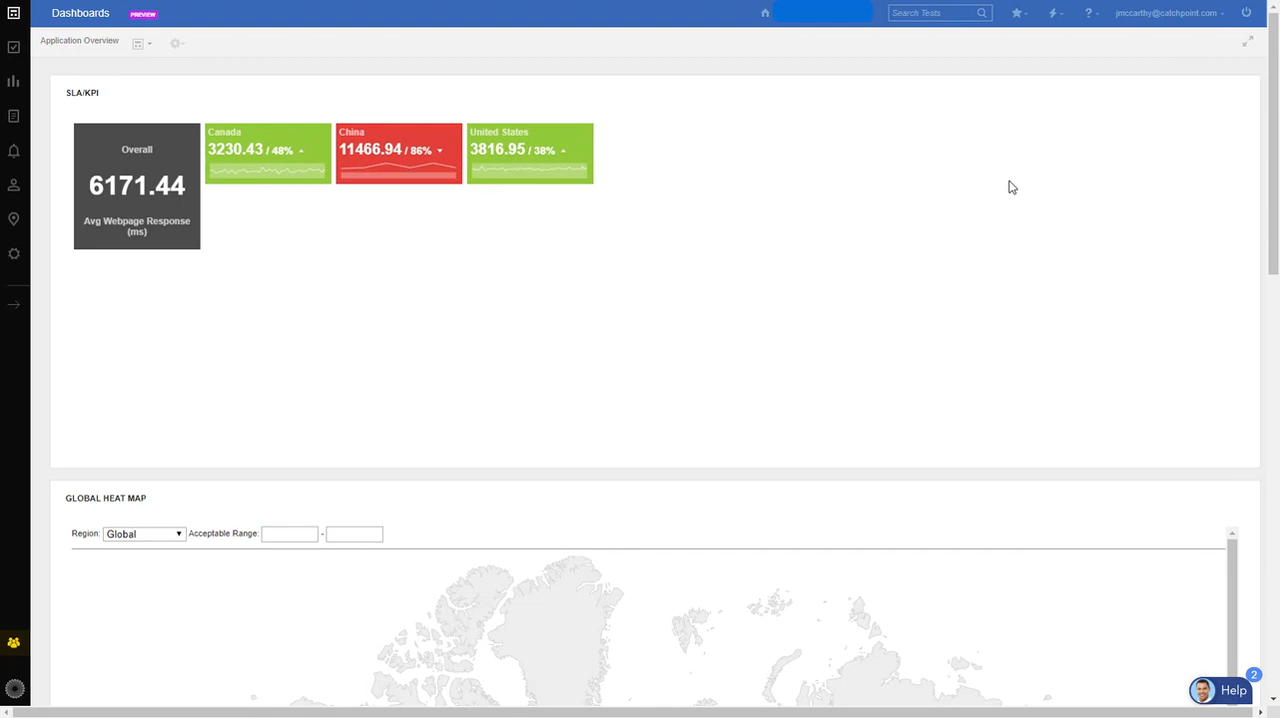 Dashboards PREVIEW
Search Tests
jmccarthy@catchpoint.com
Application Overview
SLA/KPI
Overall
6171.44
Avg Webpage Response
(ms)
Canada
3230.43 / 48%
China
11466.94 / 86%
United States
3816.95 / 38%
GLOBAL HEAT MAP
Region: Global Acceptable Range: -
2
Help